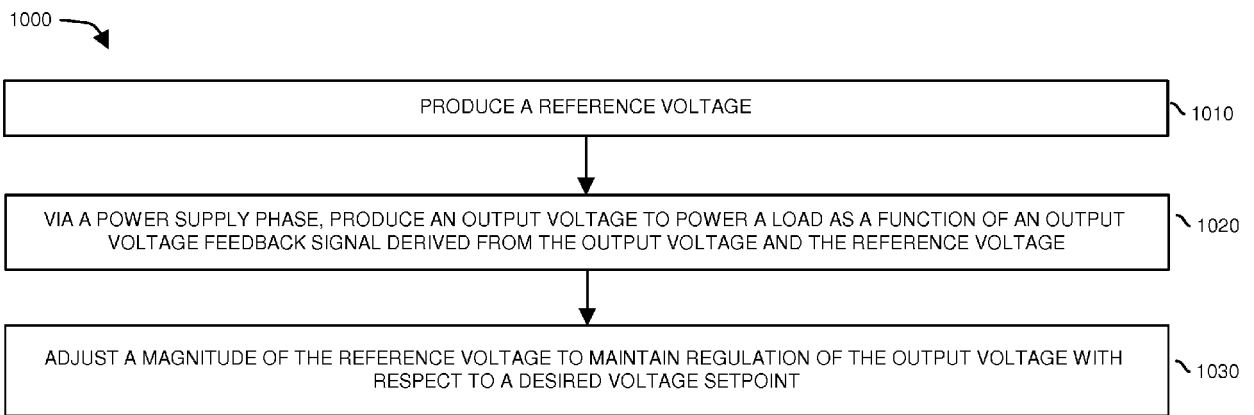 1000
PRODUCE A REFERENCE VOLTAGE
1010
VIA A POWER SUPPLY PHASE, PRODUCE AN OUTPUT VOLTAGE TO POWER A LOAD AS A FUNCTION OF AN OUTPUT
VOLTAGE FEEDBACK SIGNAL DERIVED FROM THE OUTPUT VOLTAGE AND THE REFERENCE VOLTAGE
1020
ADJUST A MAGNITUDE OF THE REFERENCE VOLTAGE TO MAINTAIN REGULATION OF THE OUTPUT VOLTAGE WITH
RESPECT TO A DESIRED VOLTAGE SETPOINT
1030